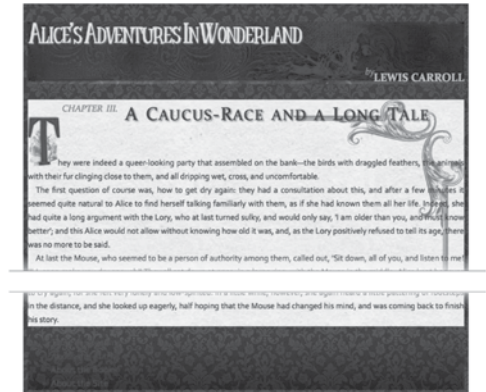 ALICE'S ADVENTURES IN WONDERLAND
by LEWIS CARROLL
CHAPTER III. A CAUCUS-RACE AND A LONG TALE
They were indeed a queer-looking party that assembled on the bank—the birds with draggled feathers, the animals
with their fur clinging close to them, and all dripping wet, cross, and uncomfortable.
The first question of course was, how to get dry again: they had a consultation about this, and after a few minutes it
seemed quite natural to Alice to find herself talking familiarly with them, as if she had known them all her life. Indeed, she
had quite a long argument with the Lory, who at last turned sulky, and would only say, 'I am older than you, and must know
better'; and this Alice would not allow without knowing how old it was, and, as the Lory positively refused to tell its age, there
was no more to be said.
At last the Mouse, who seemed to be a person of authority among them, called out, 'Sit down, all of you, and listen to me!
in the distance, and she looked up eagerly, half hoping that the Mouse had changed his mind, and was coming back to finish
his story.